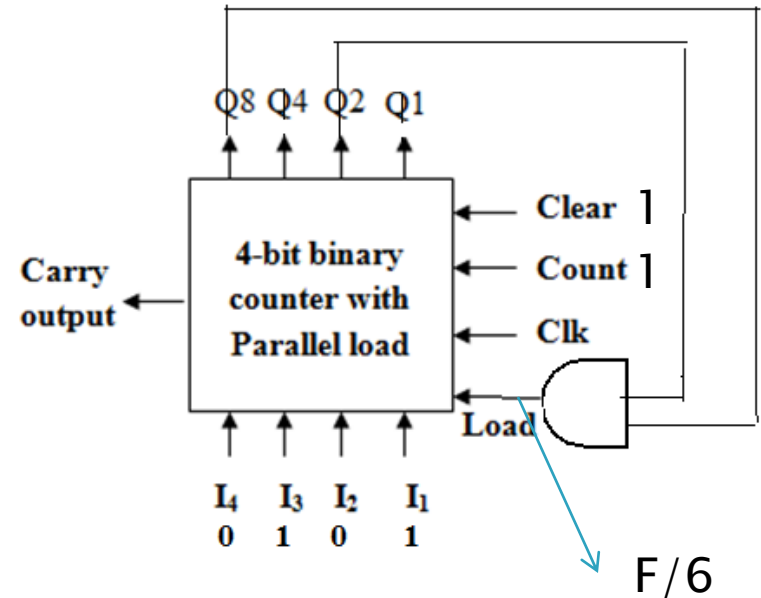 Q8 Q4 Q2 Q1
Clear 1
4-bit binary
counter with
Parallel load
Carry
output
Count 1
Clk
Load
I4 I3 I2 I1
0 1 0 1
F/6